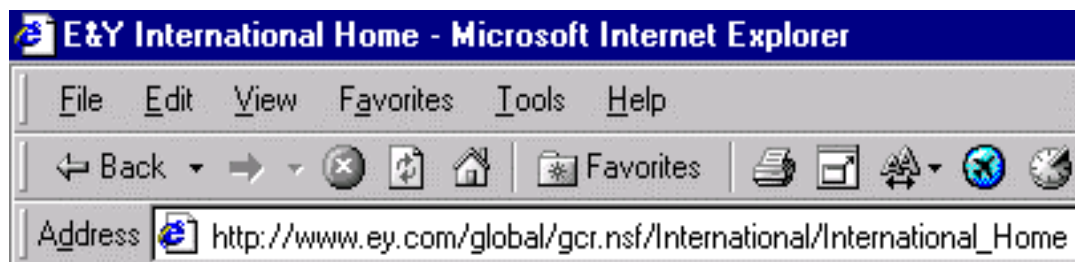 E&Y International Home - Microsoft Internet Explorer
File Edit View Favorites Tools Help
Back Favorites
Address http://www.ey.com/global/gcr.nsf/International/International_Home